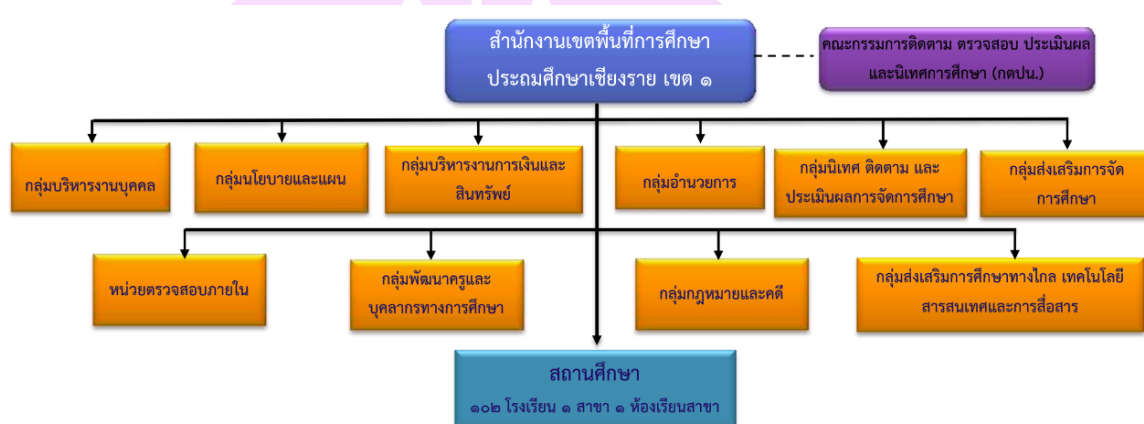 สำนักงานเขตพื้นที่การศึกษา
ประถมศึกษาเชียงราย เขต ๑
คณะกรรมการติดตาม ตรวจสอบ ประเมินผล
และนิเทศการศึกษา (กตปน.)
กลุ่มบริหารงานบุคคล
กลุ่มนโยบายและแผน
กลุ่มบริหารงานการเงินและ
สินทรัพย์
กลุ่มอำนวยการ
กลุ่มนิเทศ ติดตาม และ
ประเมินผลการจัดการศึกษา
กลุ่มส่งเสริมการจัด
การศึกษา
หน่วยตรวจสอบภายใน
กลุ่มพัฒนาครูและ
บุคลากรทางการศึกษา
กลุ่มกฎหมายและคดี
กลุ่มส่งเสริมการศึกษาทางไกล เทคโนโลยี
สารสนเทศและการสื่อสาร
สถานศึกษา
๑๐๒ โรงเรียน ๑ สาขา ๑ ห้องเรียนสาขา